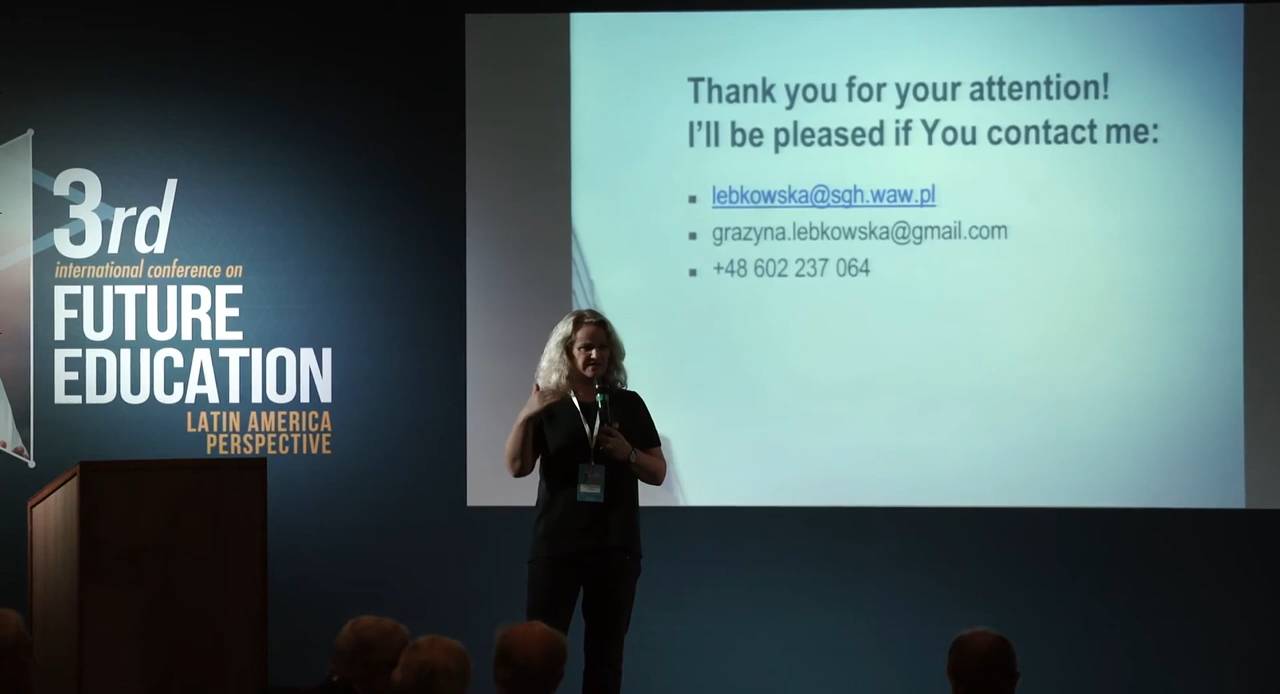 3rd
international conference on
FUTURE
EDUCATION
LATIN AMERICA
PERSPECTIVE
Thank you for your attention!
I'll be pleased if You contact me:
lebkowska@sgh.waw.pl
grazyna.lebkowska@gmail.com
+48 602 237 064